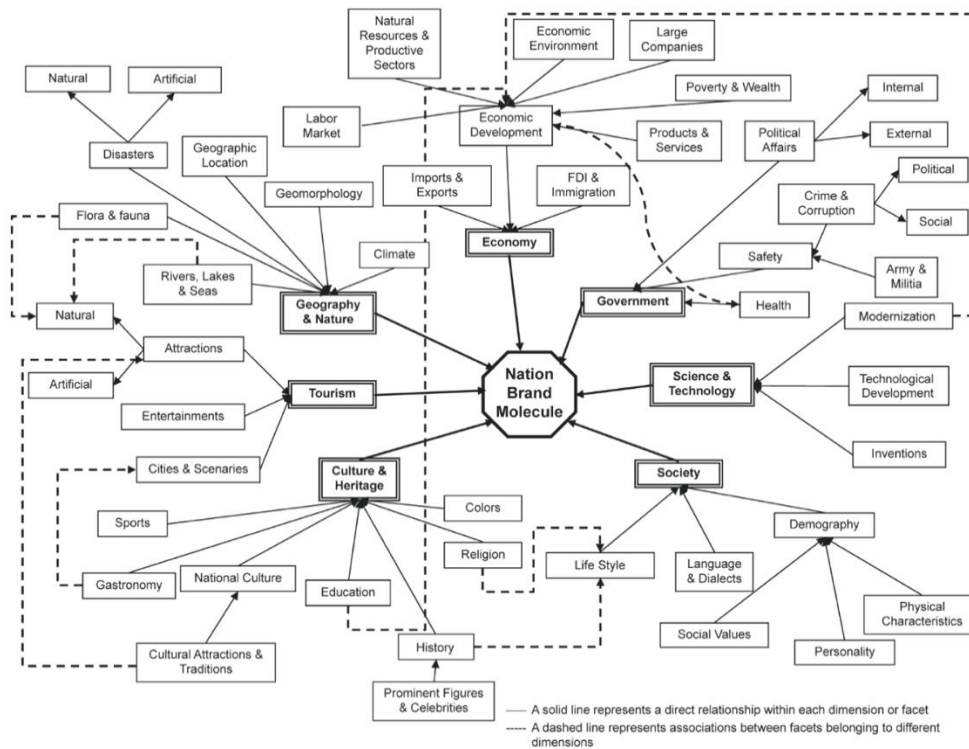 Natural
Resources &
Productive
Sectors
Economic
Environment
Large
Companies
Natural
Artificial
Poverty & Wealth
Internal
Labor
Market
Economic
Development
Products &
Services
Political
Affairs
External
Disasters
Geographic
Location
Geomorphology
Imports &
Exports
FDI &
Immigration
Crime &
Corruption
Political
Social
Flora & fauna
Climate
Economy
Safety
Army &
Militia
Rivers, Lakes
& Seas
Geography
& Nature
Government
Health
Natural
Modernization
Attractions
Artificial
Tourism
Nation
Brand
Molecule
Science &
Technology
Technological
Development
Entertainments
Inventions
Cities & Scenaries
Culture &
Heritage
Society
Sports
Colors
Demography
Gastronomy
National Culture
Education
Religion
Life Style
Language
& Dialects
Physical
Characteristics
Cultural Attractions &
Traditions
History
Social Values
Personality
Prominent Figures
& Celebrities
A solid line represents a direct relationship within each dimension or facet
A dashed line represents associations between facets belonging to different
dimensions